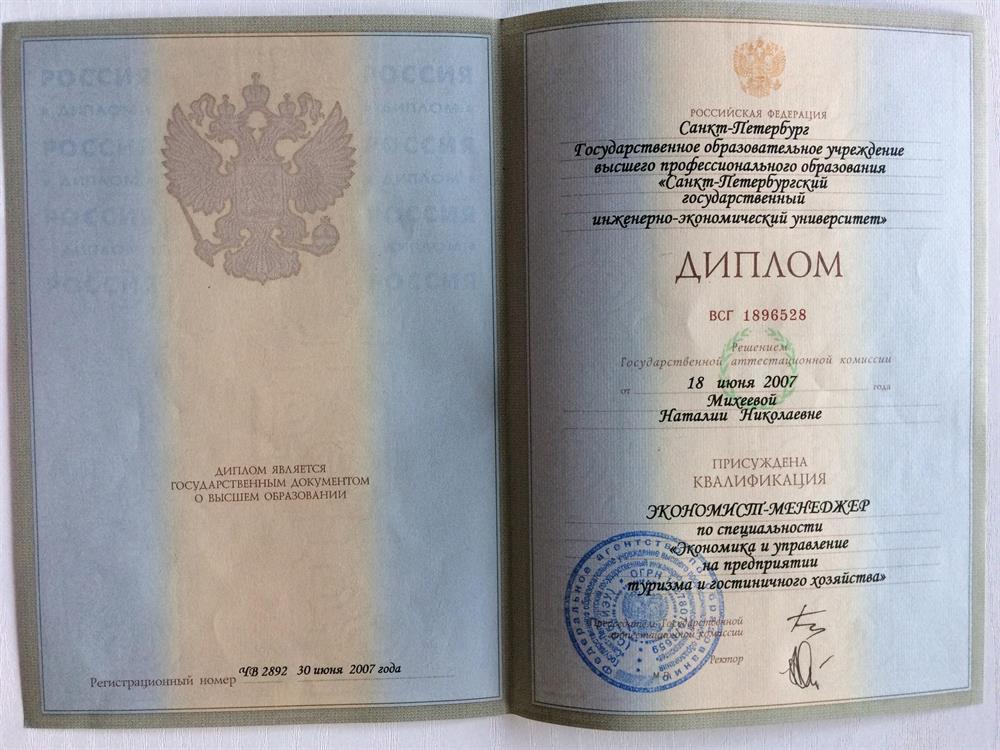 ДИПЛОМ ЯВЛЯЕТСЯ
ГОСУДАРСТВЕННЫМ ДОКУМЕНТОМ
О ВЫСШЕМ ОБРАЗОВАНИИ
Регистрационный номер ЧВ 2892 30 июня 2007 года
РОССИЙСКАЯ ФЕДЕРАЦИЯ
Санкт-Петербург
Государственное образовательное учреждение
высшего профессионального образования
«Санкт-Петербургский
государственный
инженерно-экономический университет»
ДИПЛОМ
ВСГ 1896528
Решением
Государственной аттестационной комиссии
от 18 июня 2007 года
Михеевой
Наталии Николаевне
ПРИСУЖДЕНА
КВАЛИФИКАЦИЯ
ЭКОНОМИСТ-МЕНЕДЖЕР
по специальности
«Экономика и управление
на предприятии
туризма и гостиничного хозяйства»
Председатель Государственной
аттестационной комиссии
Ректор